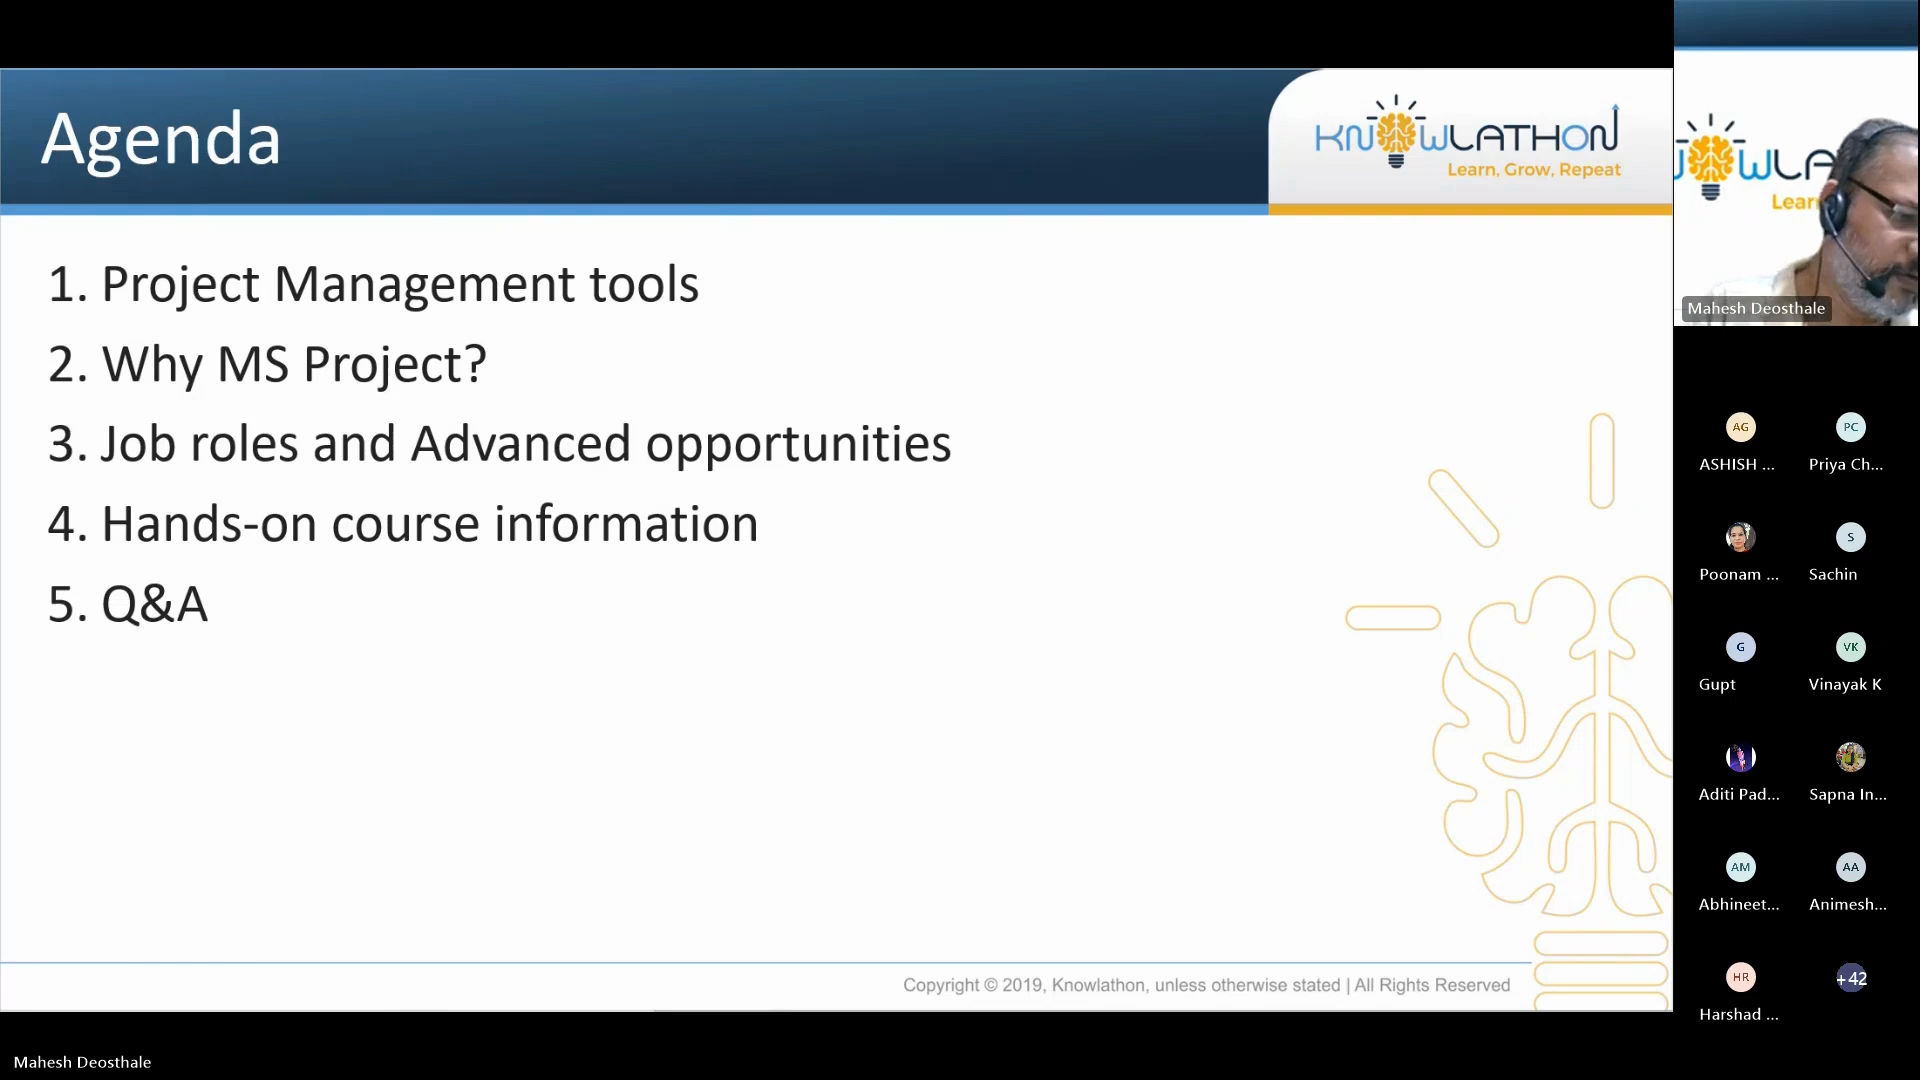 Agenda
KNOWLATHON
Learn, Grow, Repeat
1. Project Management tools
2. Why MS Project?
3. Job roles and Advanced opportunities
4. Hands-on course information
5. Q&A
Copyright © 2019, Knowlathon, unless otherwise stated | All Rights Reserved
Mahesh Deosthale
WLA
Lear
Mahesh Deosthale
AG PC
ASHISH ... Priya Ch...
S
Poonam ... Sachin
G VK
Gupt Vinayak K
Aditi Pad... Sapna In...
AM AA
Abhineet... Animesh...
HR +42
Harshad ...